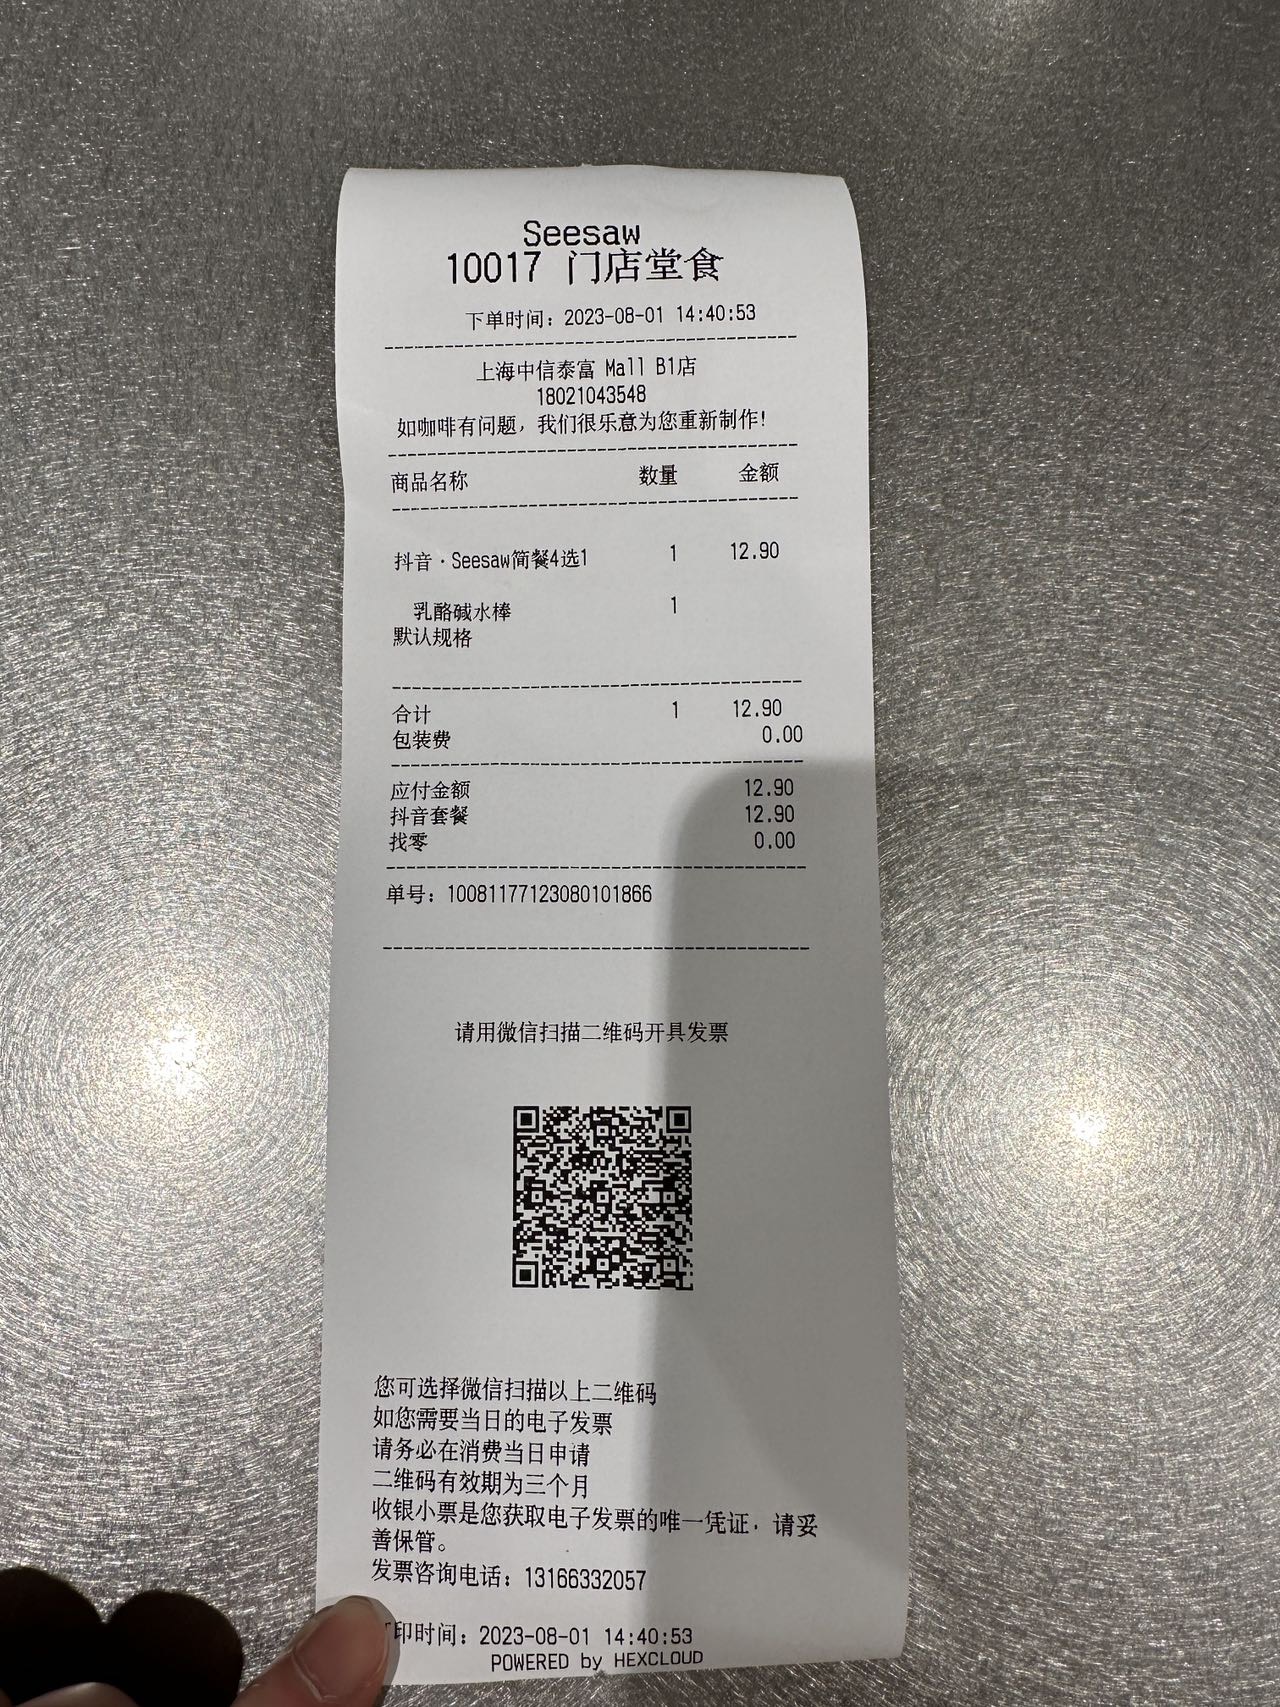 Seesaw
10017 门店堂食
下单时间：2023-08-01 14:40:53
上海中信泰富 Mall B1店
18021043548
如咖啡有问题，我们很乐意为您重新制作！
商品名称 数量 金额
抖音·Seesaw简餐4选1 1 12.90
乳酪碱水棒 1
默认规格
合计 1 12.90
包装费 0.00
应付金额 12.90
抖音套餐 12.90
找零 0.00
单号：10081177123080101866
请用微信扫描二维码开具发票
您可选择微信扫描以上二维码
如您需要当日的电子发票
请务必在消费当日申请
二维码有效期为三个月
收银小票是您获取电子发票的唯一凭证，请妥
善保管。
发票咨询电话：13166332057
印时间：2023-08-01 14:40:53
POWERED by HEXCLOUD